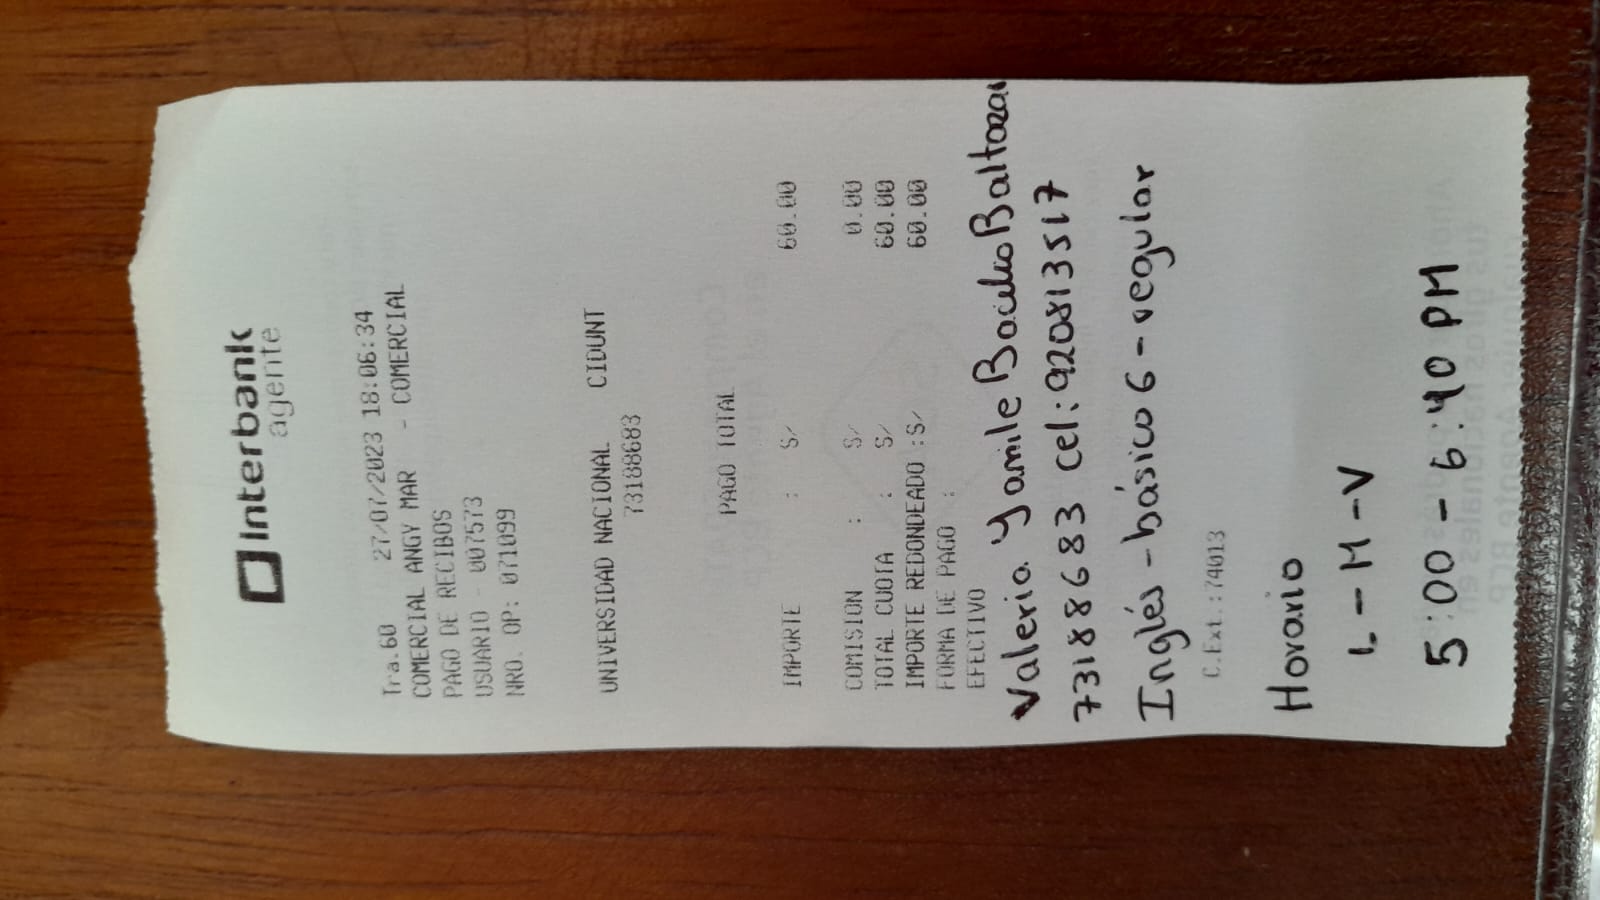 Interbank
agente
Tra.60 27/07/2023 18:06:34
COMERCIAL ANGY MAR - COMERCIAL
PAGO DE RECIBOS
USUARIO - 007573
NRO. OP: 071099
UNIVERSIDAD NACIONAL CIDUNT
73188683
PAGO TOTAL
IMPORTE : S/ 60.00
COMISION : S/ 0.00
TOTAL CUOTA : S/ 60.00
IMPORTE REDONDEADO :S/ 60.00
FORMA DE PAGO :
EFECTIVO
Valeria Yamile Bacilio Baltazar
73188683 cel: 920813517
Inglés - básico 6 - regular
C.Ext.:74013
Horario
L - M - V
5:00 - 6:40 PM